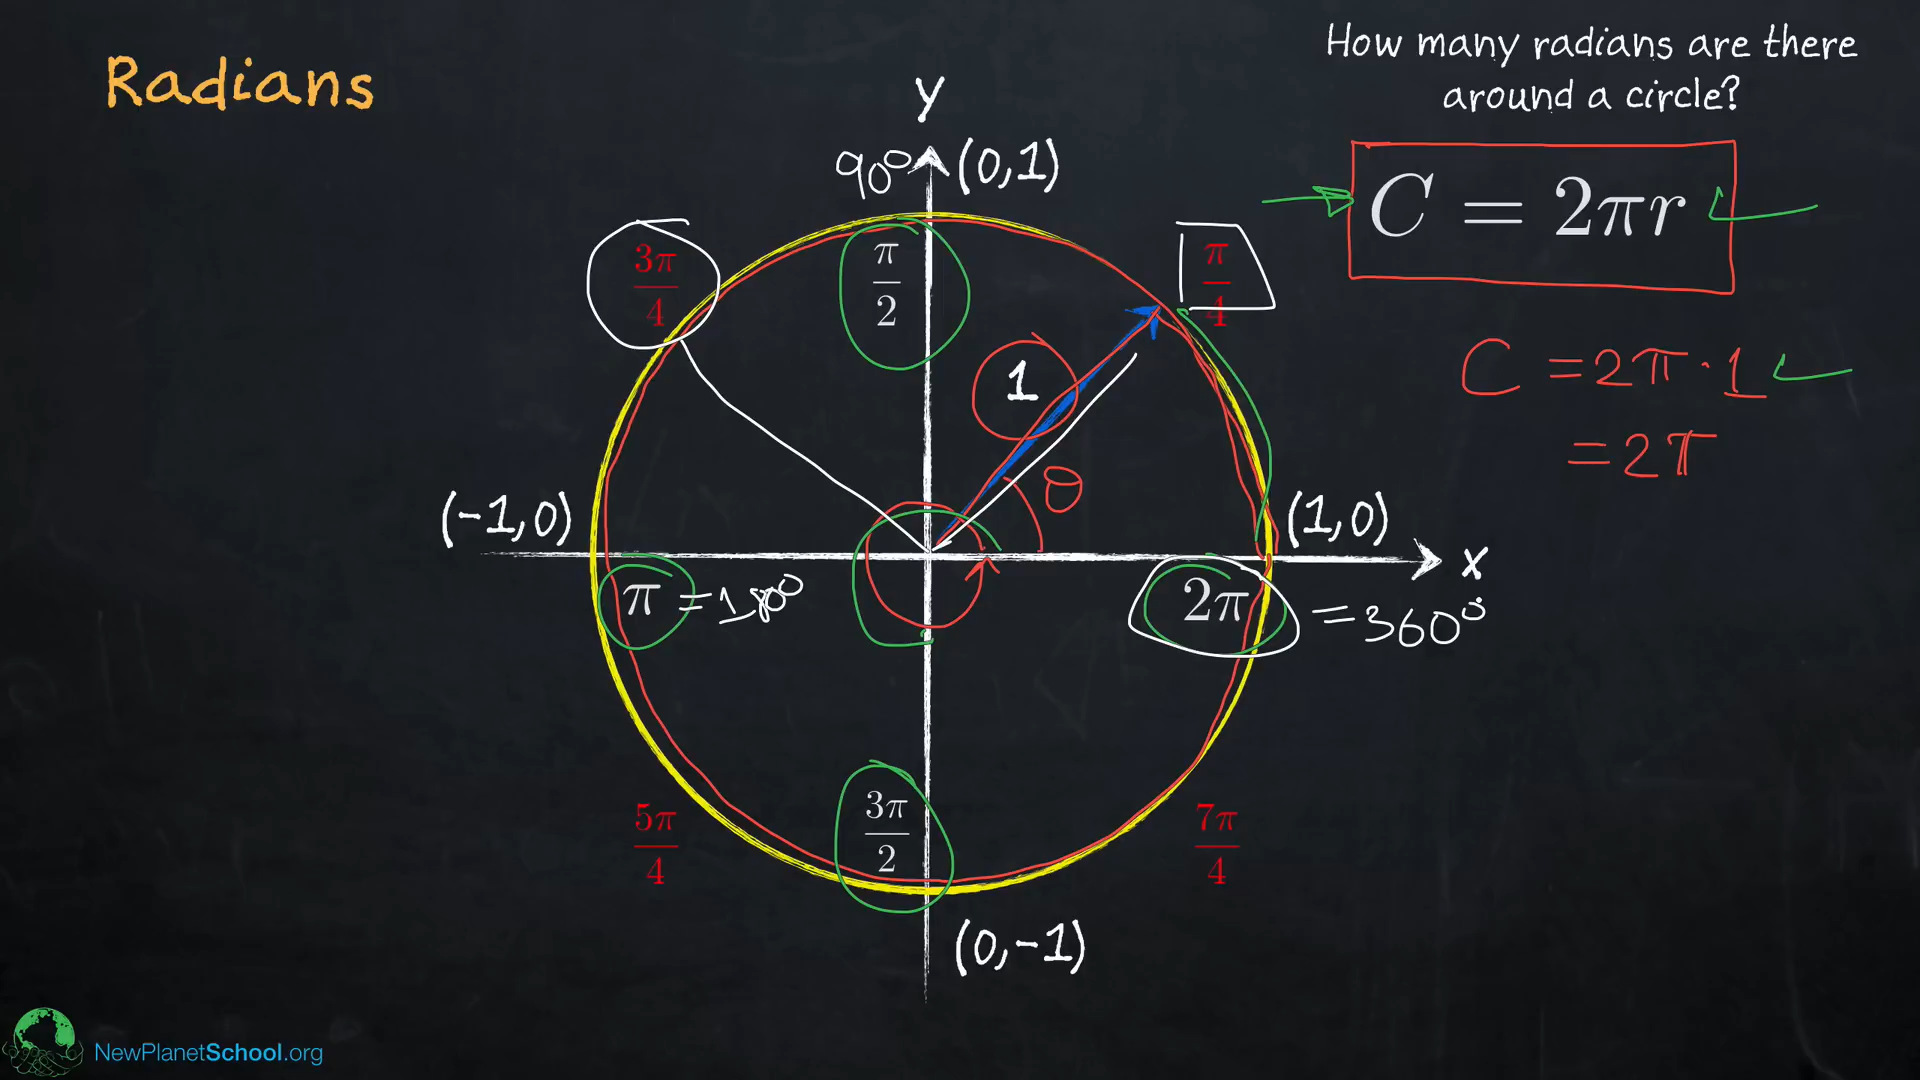 Radians
How many radians are there
around a circle?
C = 2πr
C = 2π · 1
= 2π
y
90° (0,1)
3π/4
π/2
π/4
1
θ
(-1,0)
(1,0)
x
π = 180°
2π = 360°
5π/4
3π/2
7π/4
(0,-1)
NewPlanetSchool.org